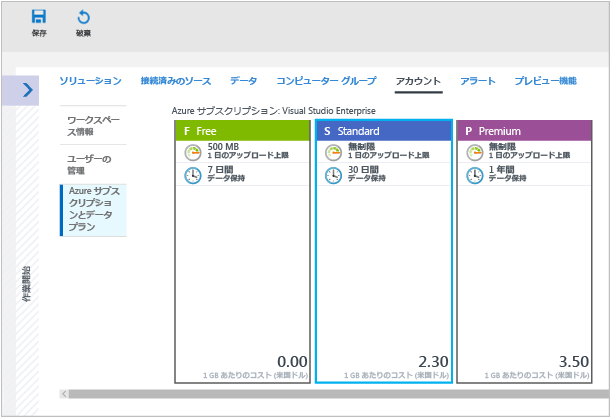 保存
破棄
ソリューション
接続済みのソース
データ
コンピューター グループ
アカウント
アラート
プレビュー機能
作業開始
ワークスペー
ス情報
ユーザーの
管理
Azure サブス
クリプショ
ンとデータ
プラン
Azure サブスクリプション: Visual Studio Enterprise
F Free
500 MB
1 日のアップロード上限
7 日間
データ保持
0.00
1 GB あたりのコスト (米国ドル)
S Standard
無制限
1 日のアップロード上限
30 日間
データ保持
2.30
1 GB あたりのコスト (米国ドル)
P Premium
無制限
1 日のアップロード上限
1 年間
データ保持
3.50
1 GB あたりのコスト (米国ドル)